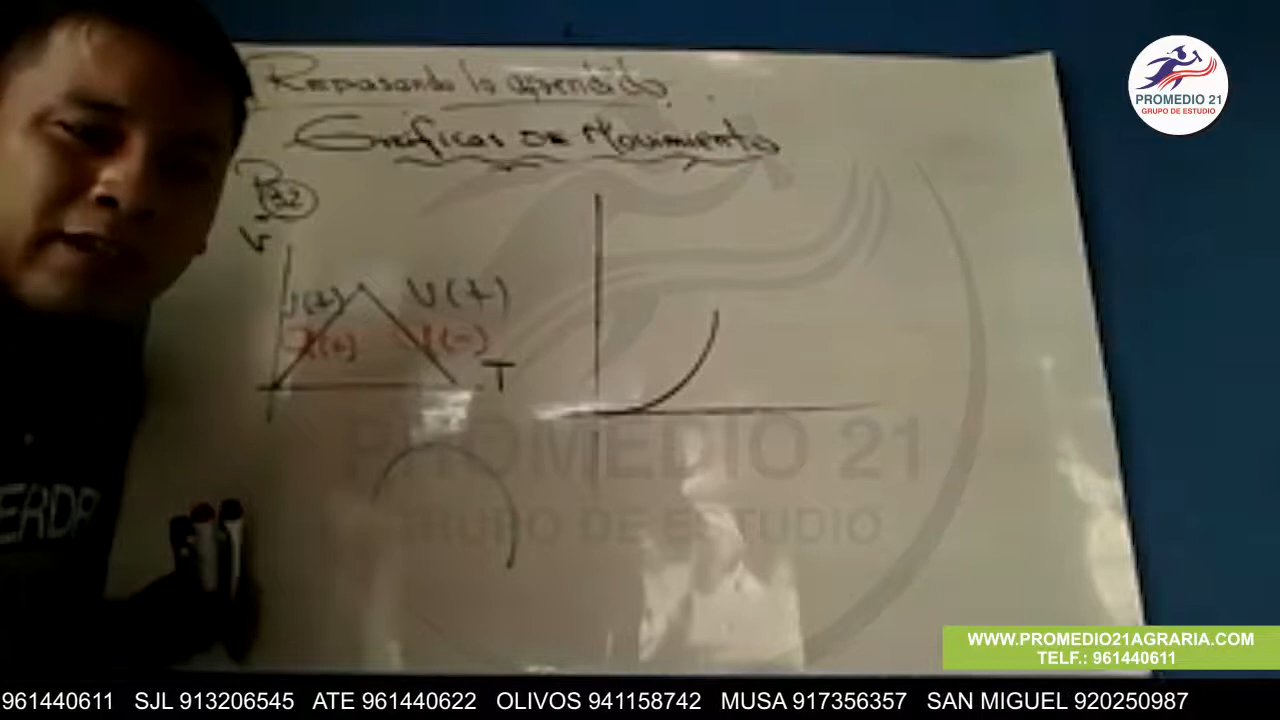 Repasando lo aprendido
Gráficas de Movimiento
P 32
V
V(+) V(+)
a(+) a(-)
T
PROMEDIO 21
GRUPO DE ESTUDIO
PROMEDIO 21
GRUPO DE ESTUDIO
WWW.PROMEDIO21AGRARIA.COM
TELF.: 961440611
961440611 SJL 913206545 ATE 961440622 OLIVOS 941158742 MUSA 917356357 SAN MIGUEL 920250987